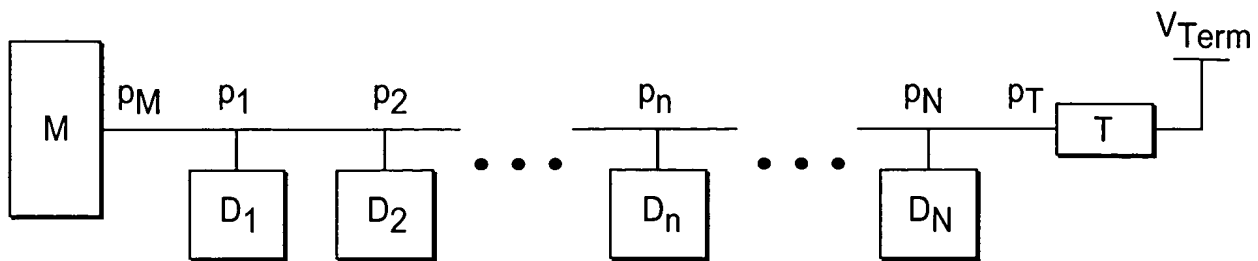 V_Term
p_M p_1 p_2 p_n p_N p_T
M T
D_1 D_2 D_n D_N